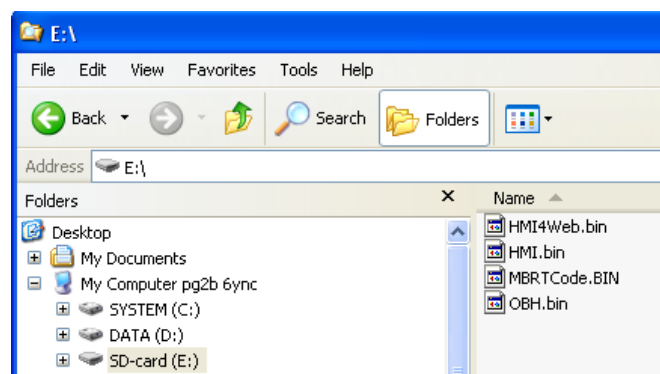 E:\
File Edit View Favorites Tools Help
Back Search Folders
Address E:\
Folders
Name
Desktop
My Documents
My Computer pg2b 6ync
SYSTEM (C:)
DATA (D:)
SD-card (E:)
HMI4Web.bin
HMI.bin
MBRTCode.BIN
OBH.bin